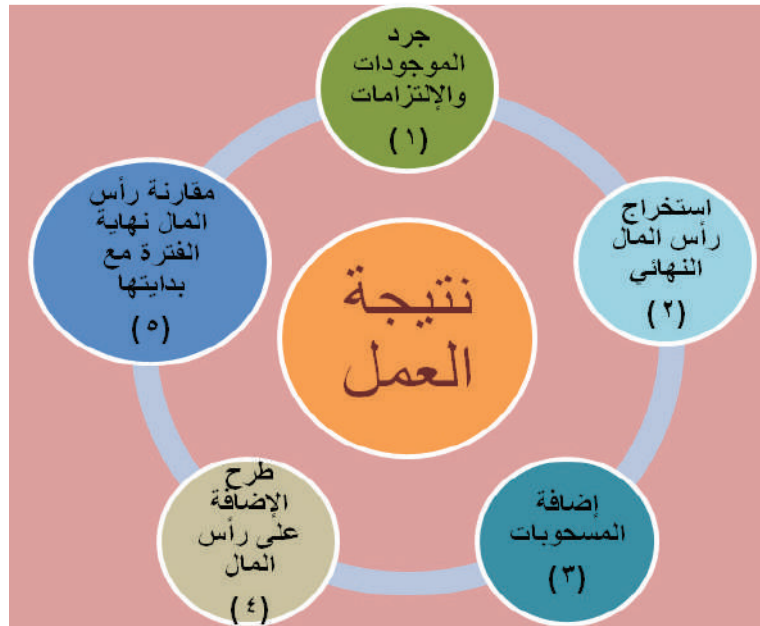 جرد
الموجودات
والإلتزامات
(١)
استخراج
رأس المال
النهائي
(٢)
إضافة
المسحوبات
(٣)
طرح
الإضافة
على رأس
المال
(٤)
مقارنة رأس
المال نهاية
الفترة مع
بدايتها
(٥)
نتيجة
العمل